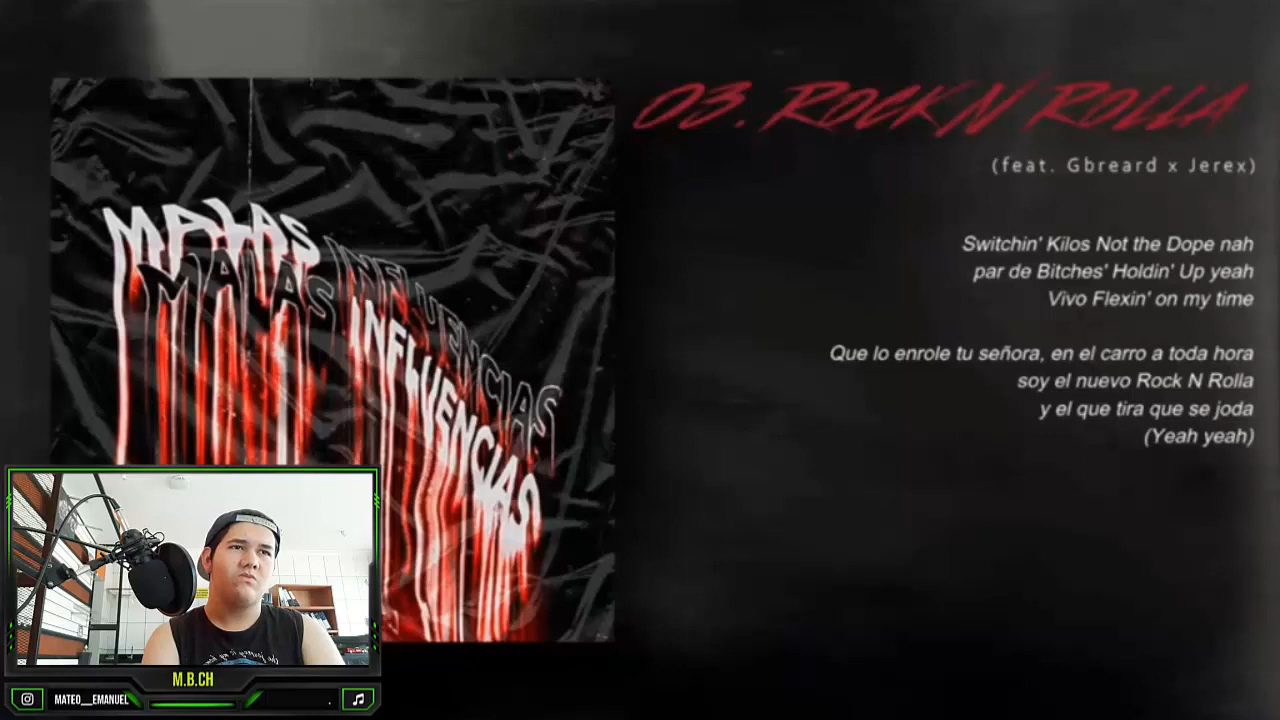 MALAS
MALAS
INFLUENCIAS
INFLUENCIAS
03. ROCK N ROLLA
(feat. Gbreard x Jerex)
Switchin' Kilos Not the Dope nah
par de Bitches' Holdin' Up yeah
Vivo Flexin' on my time
Que lo enrole tu señora, en el carro a toda hora
soy el nuevo Rock N Rolla
y el que tira que se joda
(Yeah yeah)
M.B.CH
MATEO__EMANUEL